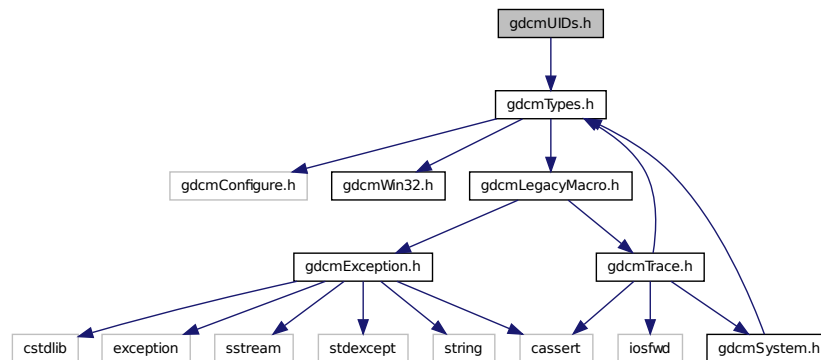 gdcmUIDs.h
gdcmTypes.h
gdcmConfigure.h
gdcmWin32.h
gdcmLegacyMacro.h
gdcmException.h
gdcmTrace.h
cstdlib
exception
sstream
stdexcept
string
cassert
iosfwd
gdcmSystem.h